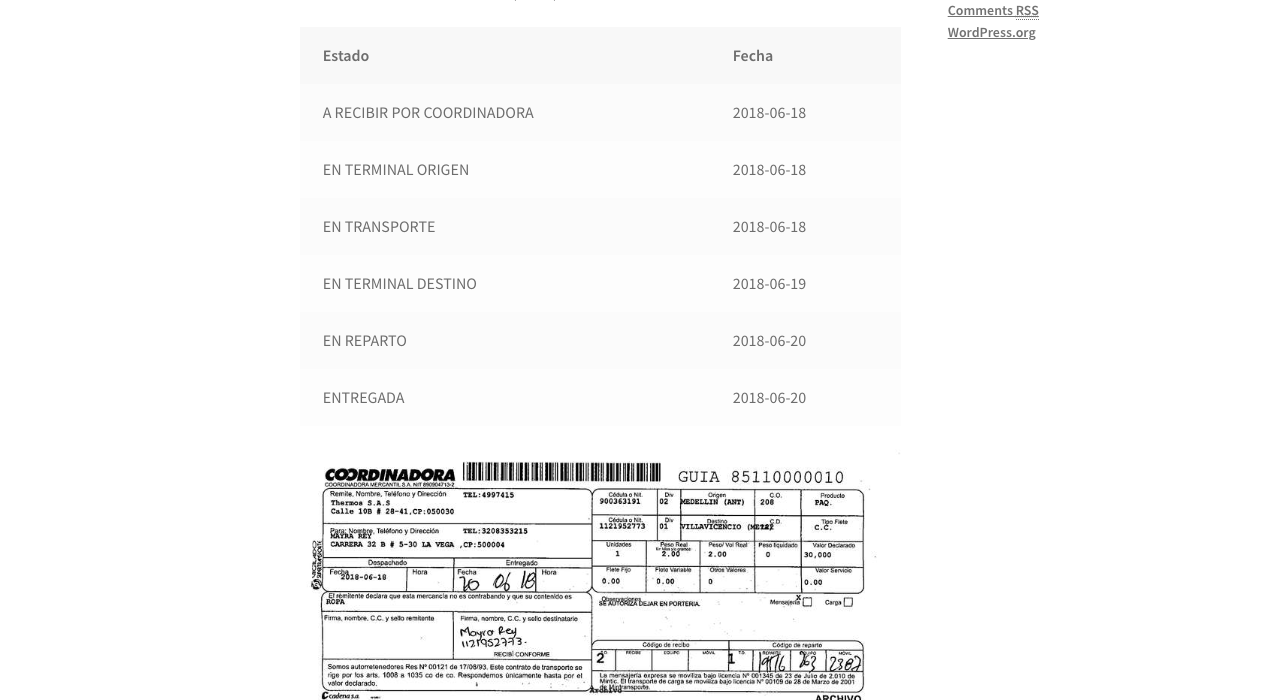 Comments RSS
WordPress.org
Estado Fecha
A RECIBIR POR COORDINADORA 2018-06-18
EN TERMINAL ORIGEN 2018-06-18
EN TRANSPORTE 2018-06-18
EN TERMINAL DESTINO 2018-06-19
EN REPARTO 2018-06-20
ENTREGADA 2018-06-20
COORDINADORA
GUIA 85110000010
COORDINADORA MERCANTIL S.A. NIT 890904713-2
Remite, Nombre, Teléfono y Dirección TEL:4997415
Thermos S.A.S
Calle 10B # 28-41,CP:050030
Cédula o Nit. Div Origen C.O. Producto
900363191 02 MEDELLIN (ANT) 208 PAQ.
Para: Nombre, Teléfono y Dirección TEL:3208353215
MAYRA REY
CARRERA 32 B # 5-30 LA VEGA ,CP:500004
Cédula o Nit. Div Destino C.D. Tipo Flete
1121952773 01 VILLAVICENCIO C.C.
Unidades Peso Real Peso/ Vol Real Peso liquidado Valor Declarado
1 2.00 2.00 0 30,000
Despachado Entregado
Fecha Hora Fecha Hora
2018-06-18 20 06 18
Flete Fijo Flete Variable Otros Valores Valor Servicio
0.00 0.00 0 0.00
El remitente declara que esta mercancia no es contrabando y que su contenido es
ROPA
Observaciones
SE AUTORIZA DEJAR EN PORTERIA.
Mensajería X Carga
Firma, nombre, C.C. y sello remitente Firma, nombre, C.C. y sello destinatario
Mayra Rey
1121952773.
RECIBÍ CONFORME
Código de recibo Código de reparto
T.O RECIBE EQUIPO MÓVIL T.O EQUIPO MÓVIL
2 1 2382
Somos autorretenedores Res Nº 00121 de 17/08/93. Este contrato de transporte se
rige por los arts. 1008 a 1035 co de co. Respondemos únicamente hasta por el
valor declarado.
La mensajería expresa se moviliza bajo licencia Nº 001345 de 23 de Julio de 2.010 de
Mintic. El transporte de carga se moviliza bajo licencia Nº 00109 de 28 de Marzo de 2001
de Mintransporte.
cadena s.a.
ARCHIVO